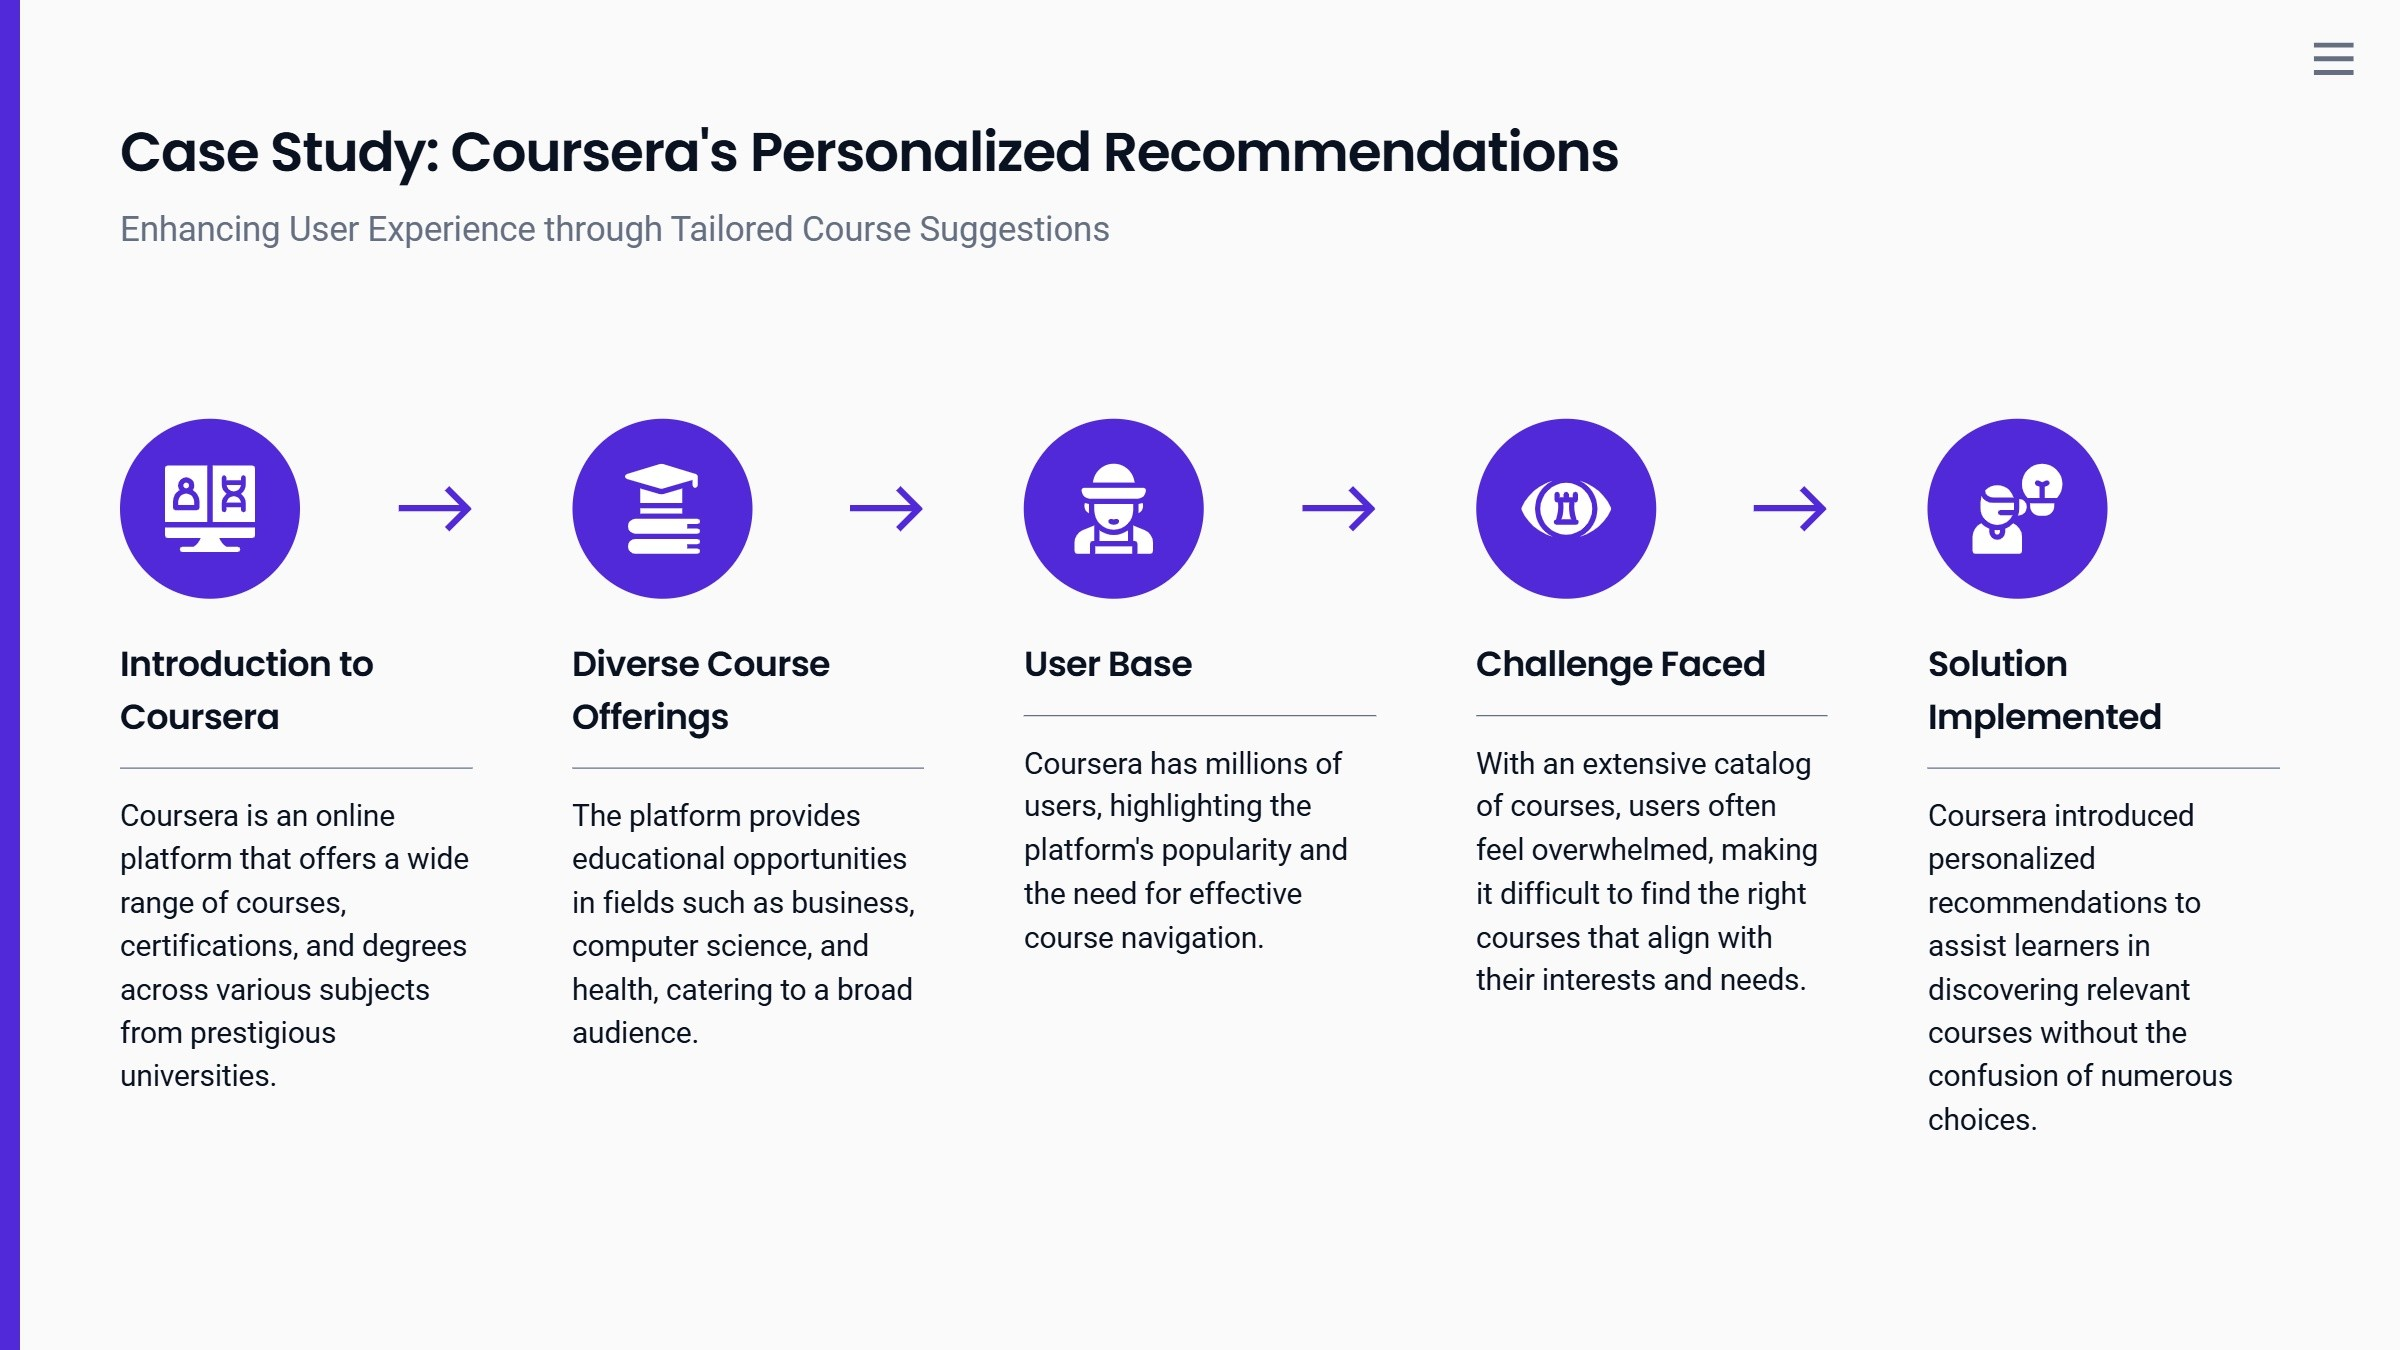 Case Study: Coursera's Personalized Recommendations
Enhancing User Experience through Tailored Course Suggestions
Introduction to
Coursera
Coursera is an online
platform that offers a wide
range of courses,
certifications, and degrees
across various subjects
from prestigious
universities.
Diverse Course
Offerings
The platform provides
educational opportunities
in fields such as business,
computer science, and
health, catering to a broad
audience.
User Base
Coursera has millions of
users, highlighting the
platform's popularity and
the need for effective
course navigation.
Challenge Faced
With an extensive catalog
of courses, users often
feel overwhelmed, making
it difficult to find the right
courses that align with
their interests and needs.
Solution
Implemented
Coursera introduced
personalized
recommendations to
assist learners in
discovering relevant
courses without the
confusion of numerous
choices.